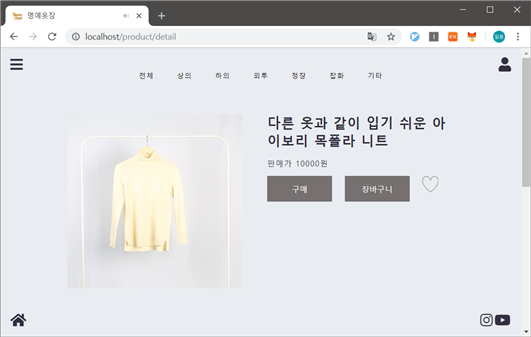 명예옷장
localhost/product/detail
전체 상의 하의 외투 정장 잡화 기타
다른 옷과 같이 입기 쉬운 아
이보리 목폴라 니트
판매가 10000원
구매 장바구니